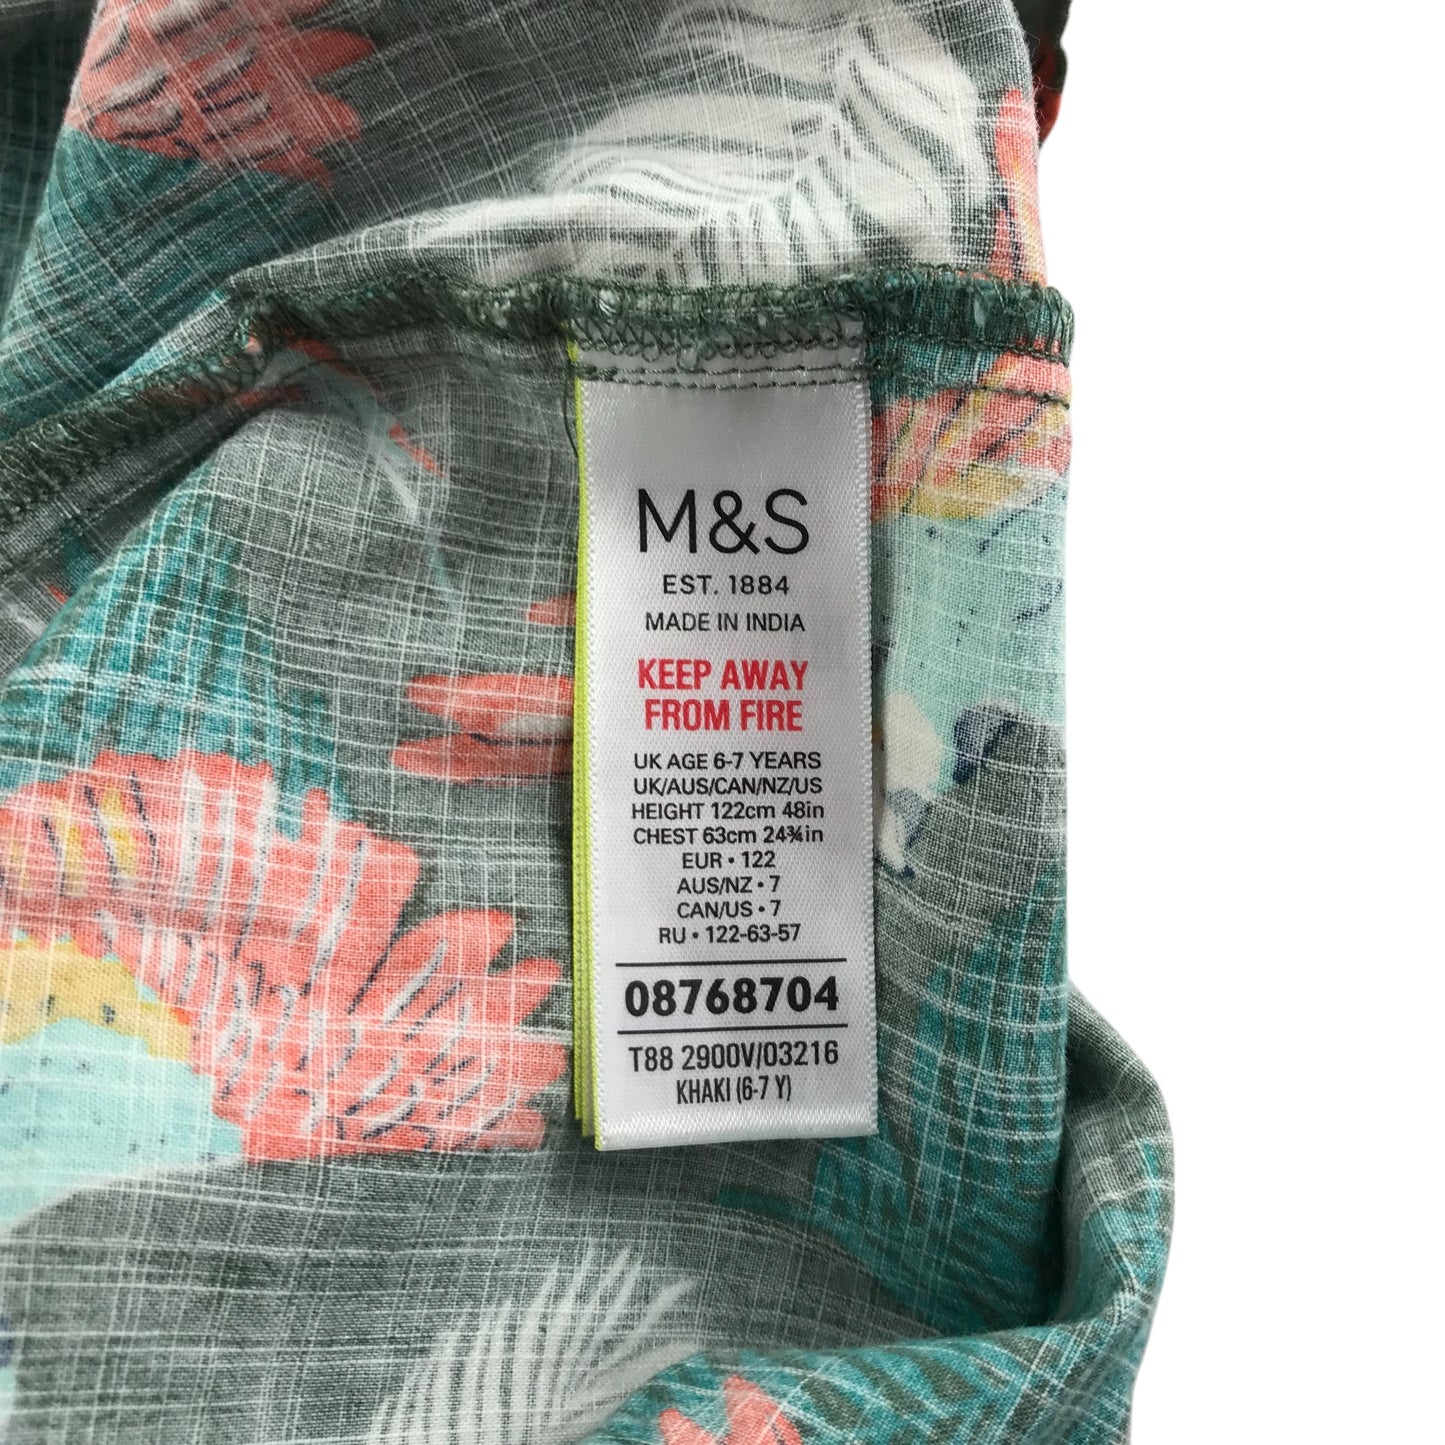 M&S
EST. 1884
MADE IN INDIA
KEEP AWAY
FROM FIRE
UK AGE 6-7 YEARS
UK/AUS/CAN/NZ/US
HEIGHT 122cm 48in
CHEST 63cm 24¾in
EUR • 122
AUS/NZ • 7
CAN/US • 7
RU • 122-63-57
08768704
T88 2900V/03216
KHAKI (6-7 Y)